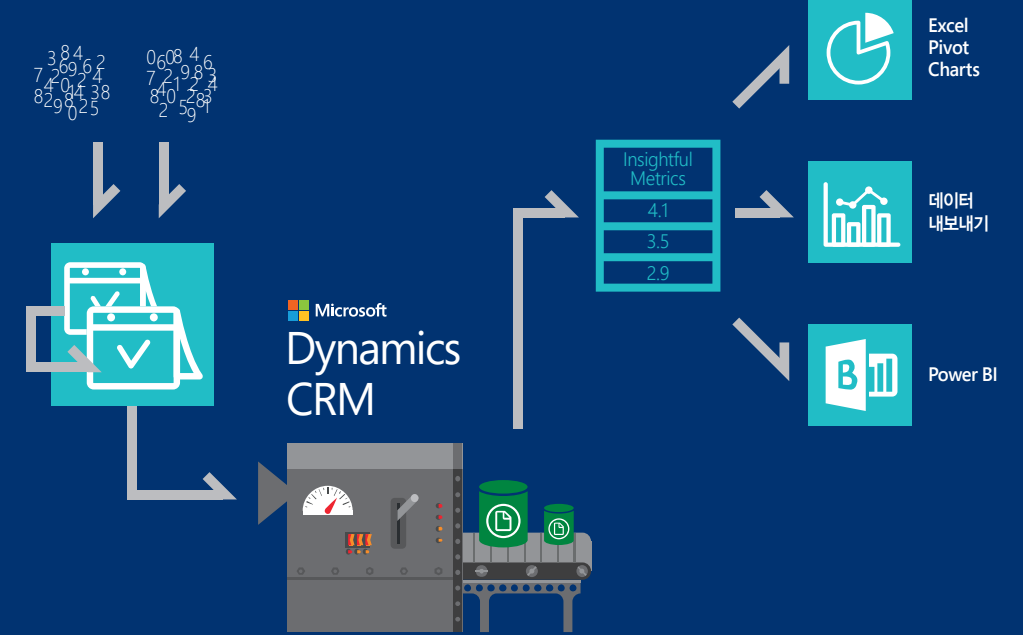 Excel
Pivot
Charts
Insightful
Metrics
4.1
3.5
2.9
데이터
내보내기
Microsoft
Dynamics
CRM
B
Power BI